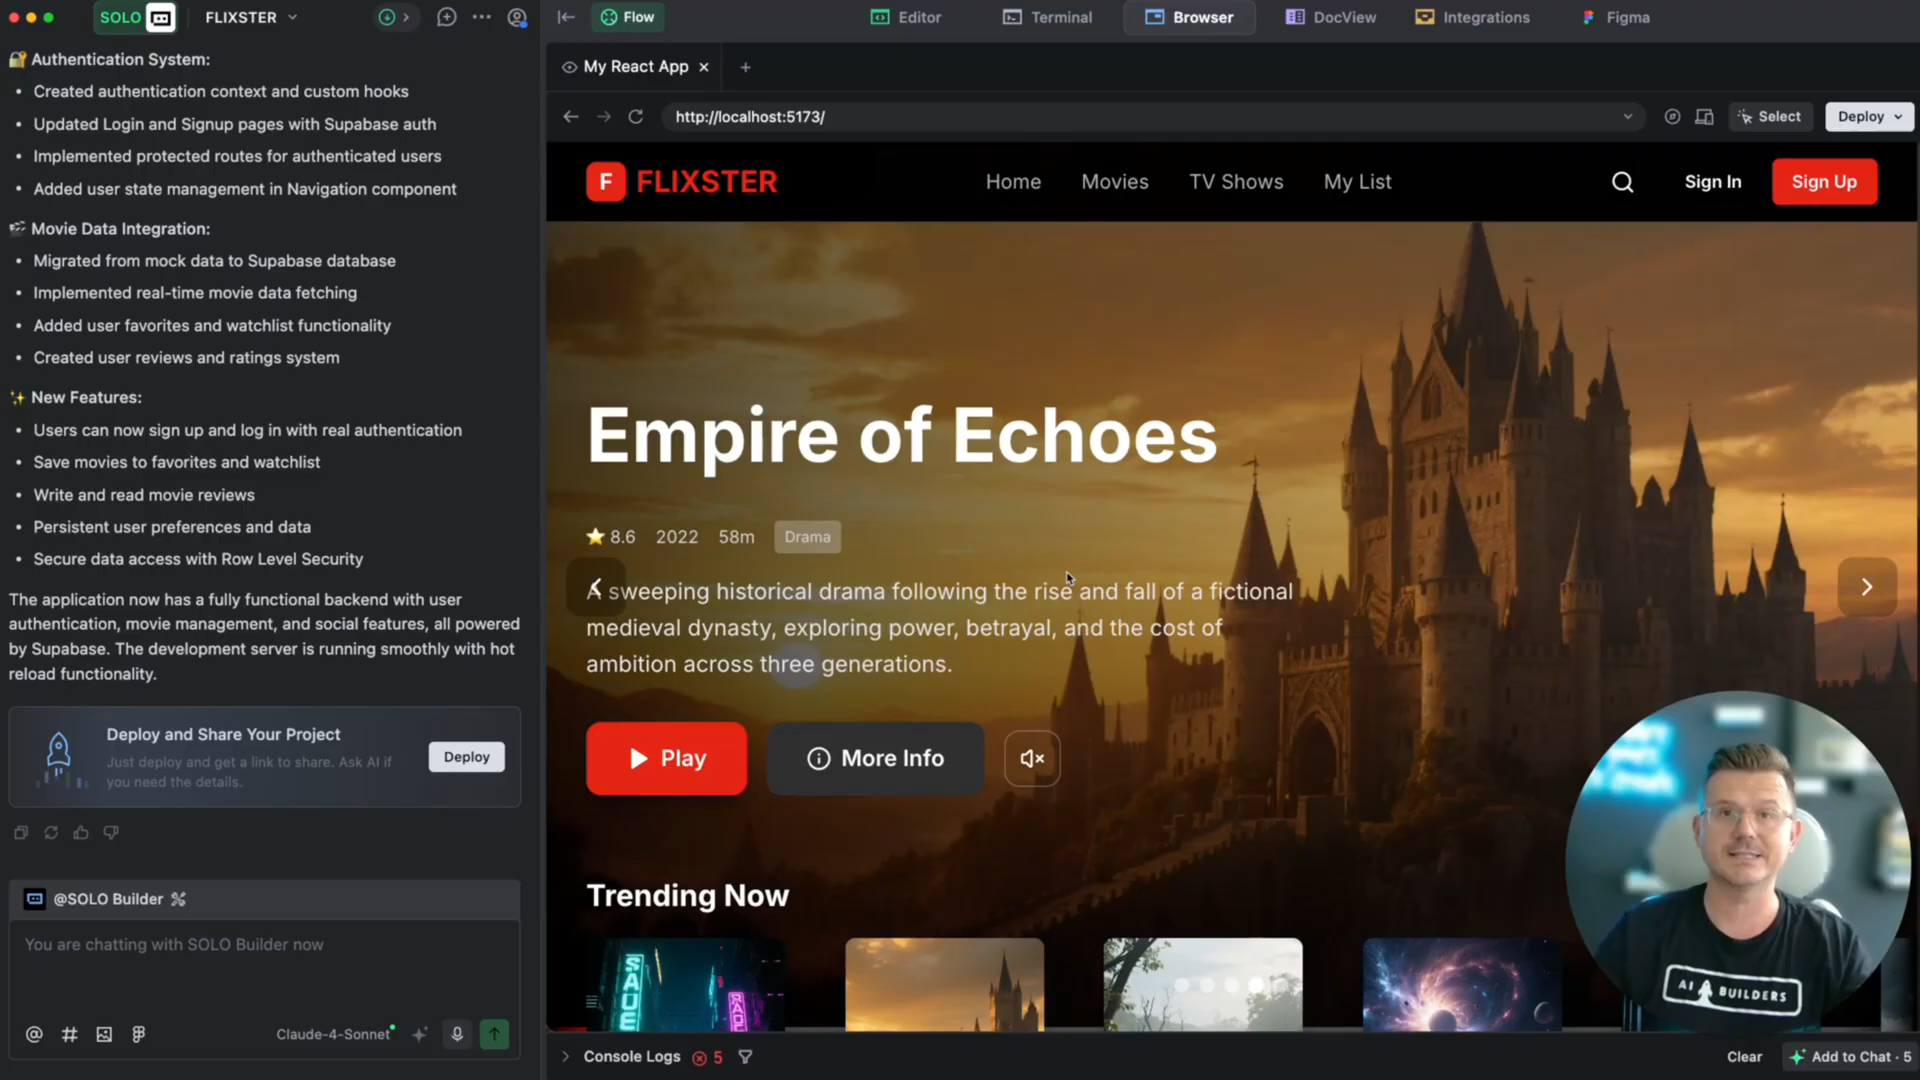 SOLO
FLIXSTER
Flow
Editor
Terminal
Browser
DocView
Integrations
Figma
🔐 Authentication System:
• Created authentication context and custom hooks
• Updated Login and Signup pages with Supabase auth
• Implemented protected routes for authenticated users
• Added user state management in Navigation component
🎬 Movie Data Integration:
• Migrated from mock data to Supabase database
• Implemented real-time movie data fetching
• Added user favorites and watchlist functionality
• Created user reviews and ratings system
✨ New Features:
• Users can now sign up and log in with real authentication
• Save movies to favorites and watchlist
• Write and read movie reviews
• Persistent user preferences and data
• Secure data access with Row Level Security
The application now has a fully functional backend with user
authentication, movie management, and social features, all powered
by Supabase. The development server is running smoothly with hot
reload functionality.
Deploy and Share Your Project
Just deploy and get a link to share. Ask AI if
you need the details.
Deploy
@SOLO Builder
You are chatting with SOLO Builder now
Claude-4-Sonnet
My React App
http://localhost:5173/
Select
Deploy
F FLIXSTER
Home
Movies
TV Shows
My List
Sign In
Sign Up
Empire of Echoes
8.6 2022 58m Drama
A sweeping historical drama following the rise and fall of a fictional
medieval dynasty, exploring power, betrayal, and the cost of
ambition across three generations.
Play
More Info
Trending Now
AI BUILDERS
Console Logs 5
Clear
Add to Chat · 5